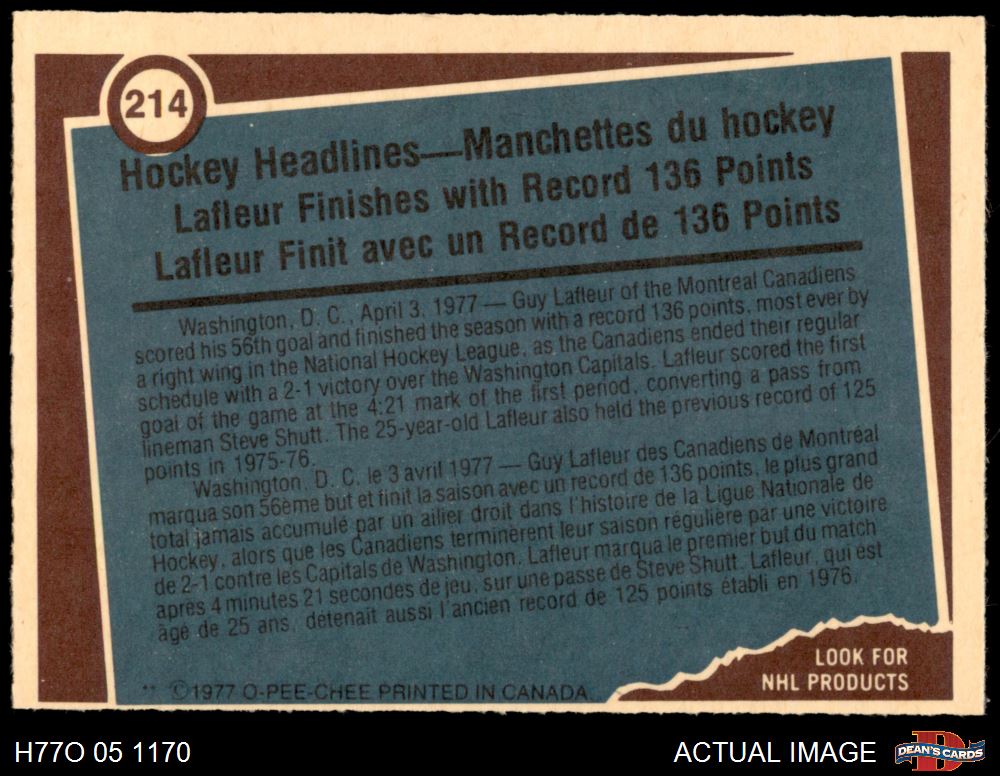 214
Hockey Headlines—Manchettes du hockey
Lafleur Finishes with Record 136 Points
Lafleur Finit avec un Record de 136 Points
Washington, D. C., April 3, 1977 — Guy Lafleur of the Montreal Canadiens
scored his 56th goal and finished the season with a record 136 points, most ever by
a right wing in the National Hockey League, as the Canadiens ended their regular
schedule with a 2-1 victory over the Washington Capitals. Lafleur scored the first
goal of the game at the 4:21 mark of the first period, converting a pass from
lineman Steve Shutt. The 25-year-old Lafleur also held the previous record of 125
points in 1975-76.
Washington, D. C. le 3 avril 1977 — Guy Lafleur des Canadiens de Montréal
marqua son 56ème but et finit la saison avec un record de 136 points, le plus grand
total jamais accumulé par un ailier droit dans l'histoire de la Ligue Nationale de
Hockey, alors que les Canadiens terminèrent leur saison régulière par une victoire
de 2-1 contre les Capitals de Washington. Lafleur marqua le premier but du match
après 4 minutes 21 secondes de jeu, sur une passe de Steve Shutt. Lafleur, qui est
âgé de 25 ans, détenait aussi l'ancien record de 125 points établi en 1976.
** ©1977 O-PEE-CHEE PRINTED IN CANADA
LOOK FOR
NHL PRODUCTS
H77O 05 1170
ACTUAL IMAGE
DEAN'S CARDS